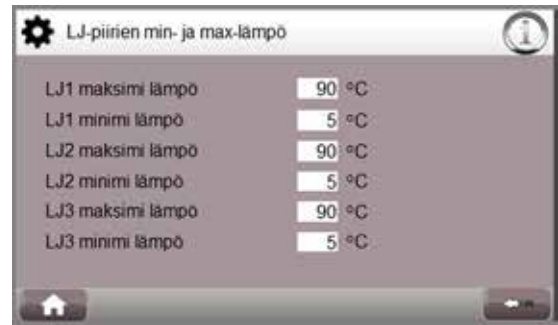 LJ-piirien min- ja max-lämpö
LJ1 maksimi lämpö 90 °C
LJ1 minimi lämpö 5 °C
LJ2 maksimi lämpö 90 °C
LJ2 minimi lämpö 5 °C
LJ3 maksimi lämpö 90 °C
LJ3 minimi lämpö 5 °C